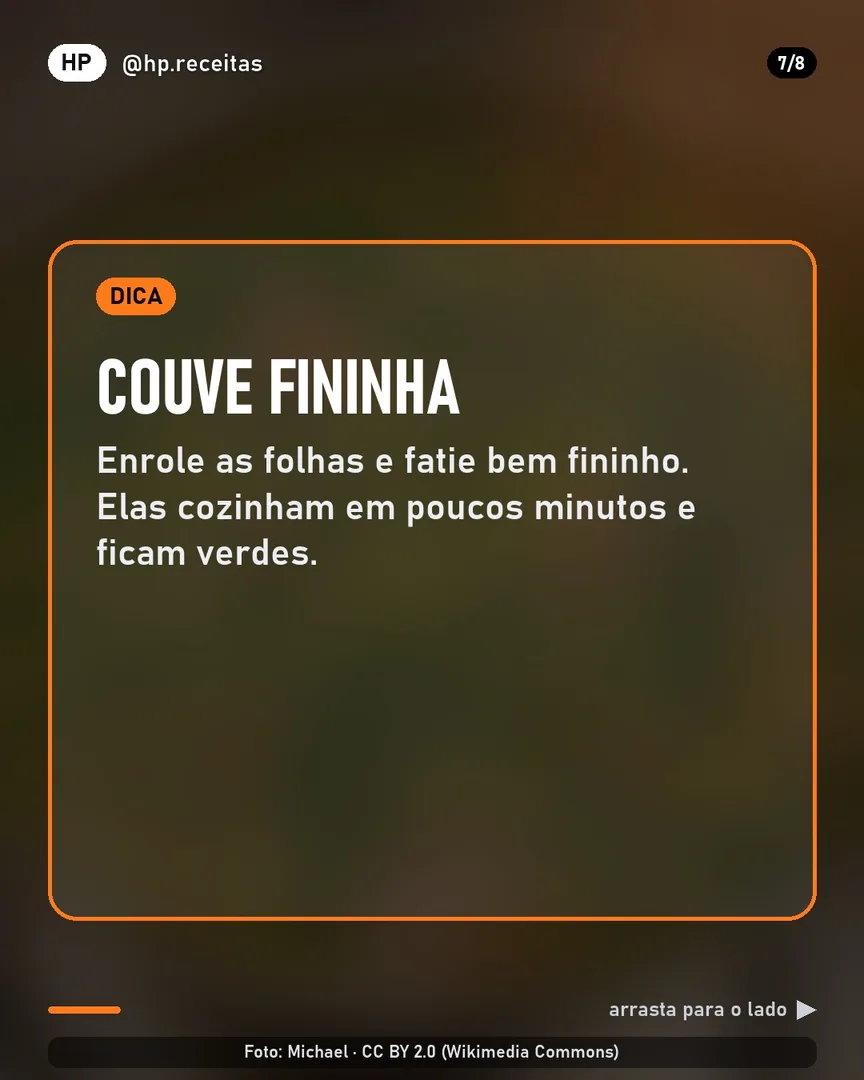 HP @hp.receitas
7/8
DICA
COUVE FININHA
Enrole as folhas e fatie bem fininho.
Elas cozinham em poucos minutos e
ficam verdes.
arrasta para o lado ▶
Foto: Michael · CC BY 2.0 (Wikimedia Commons)